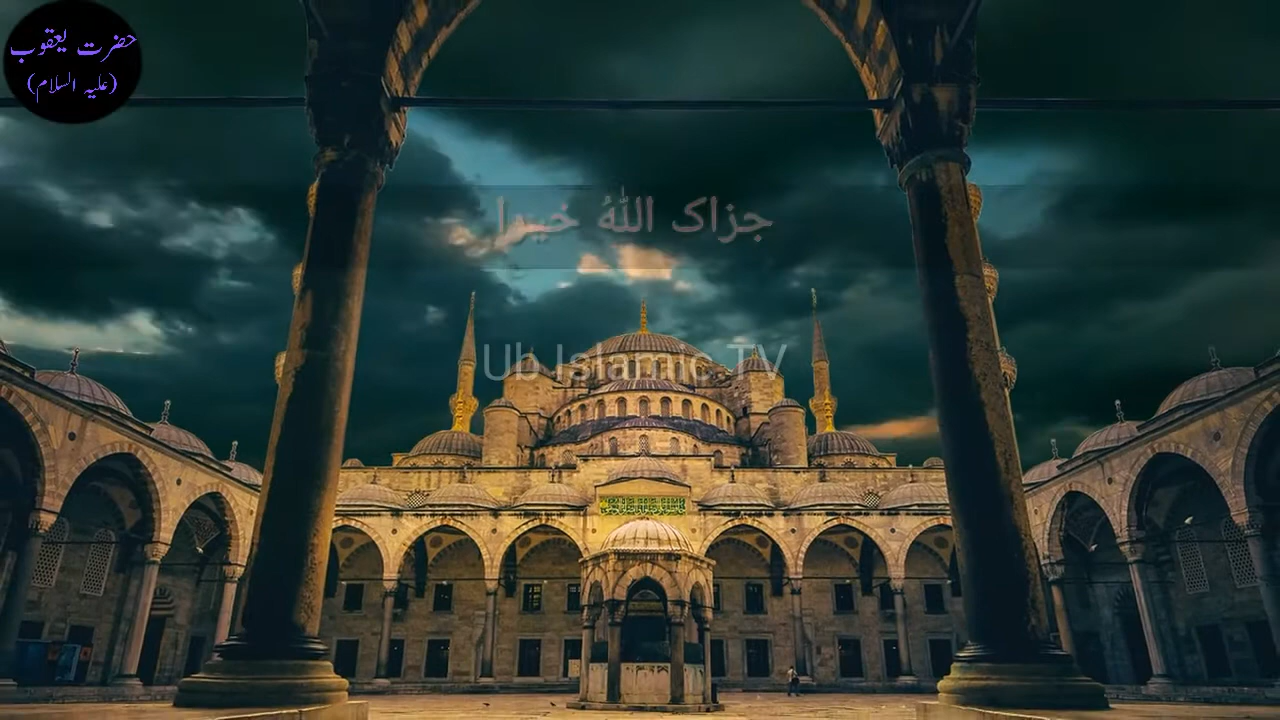 حضرت یعقوب
(علیہ السلام)
جزاک اللہُ خیرا
Ub Islamic TV